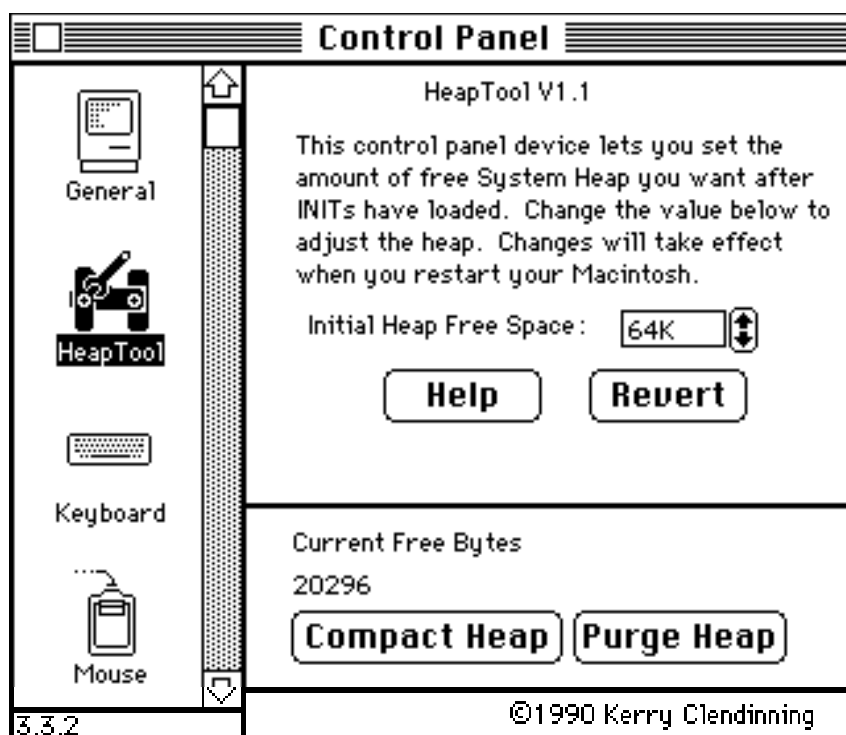 Control Panel
General
HeapTool
Keyboard
Mouse
3.3.2
HeapTool V1.1
This control panel device lets you set the
amount of free System Heap you want after
INITs have loaded.  Change the value below to
adjust the heap.  Changes will take effect
when you restart your Macintosh.
Initial Heap Free Space: 64K
Help Revert
Current Free Bytes
20296
Compact Heap Purge Heap
©1990 Kerry Clendinning